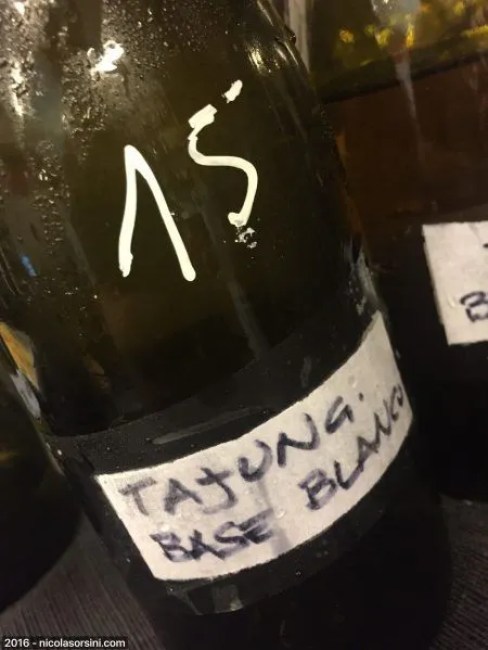 15
TAJUNG.
BASE BLANCO
B
2016 - nicolasorsini.com